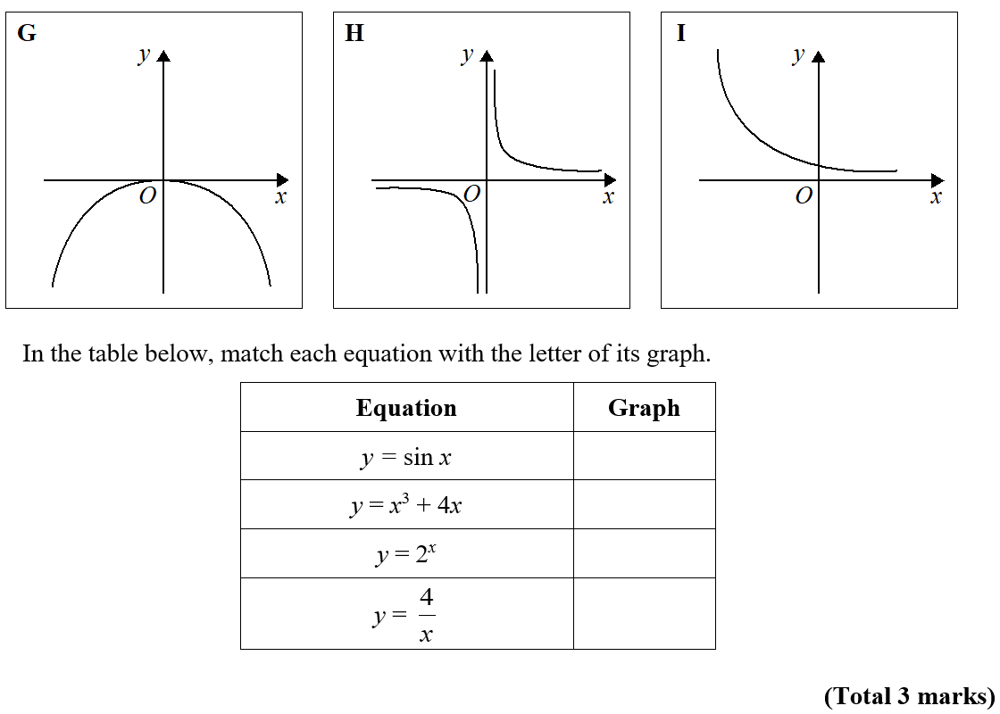 G H I
y y y
O x O x O x
In the table below, match each equation with the letter of its graph.
Equation Graph
y = sin x
y = x³ + 4x
y = 2ˣ
y = 4/x
(Total 3 marks)